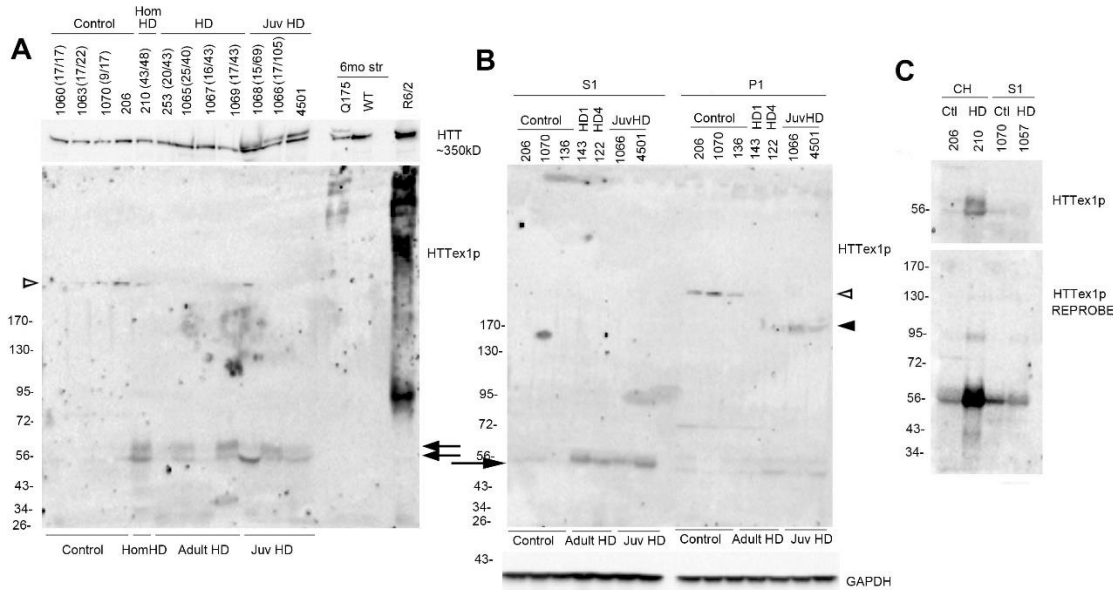 A
Control
Hom
HD
HD
Juv HD
1060 (17/17)
1063 (17/22)
1070 (9/17)
206
210 (43/48)
253 (20/43)
1065(25/40)
1067 (16/43)
1069 (17/43)
1068 (15/69)
1066 (17/105)
4501
6mo str
Q175
WT
R6/2
HTT
~350kD
HTTex1p
170-
130-
95-
72-
56-
43-
34-
26-
Control
HomHD
Adult HD
Juv HD
B
S1
P1
Control
JuvHD
Control
JuvHD
206
1070
136
143 HD1
122 HD4
1066
4501
206
1070
136
143 HD1
122 HD4
1066
4501
HTTex1p
170-
130-
95-
72-
56-
43-
34-
26-
Control
Adult HD
Juv HD
Control
Adult HD
Juv HD
43-
GAPDH
C
CH
S1
Ctl
HD
Ctl
HD
206
210
1070
1057
56-
HTTex1p
170-
130-
95-
72-
56-
43-
34-
HTTex1p
REPROBE